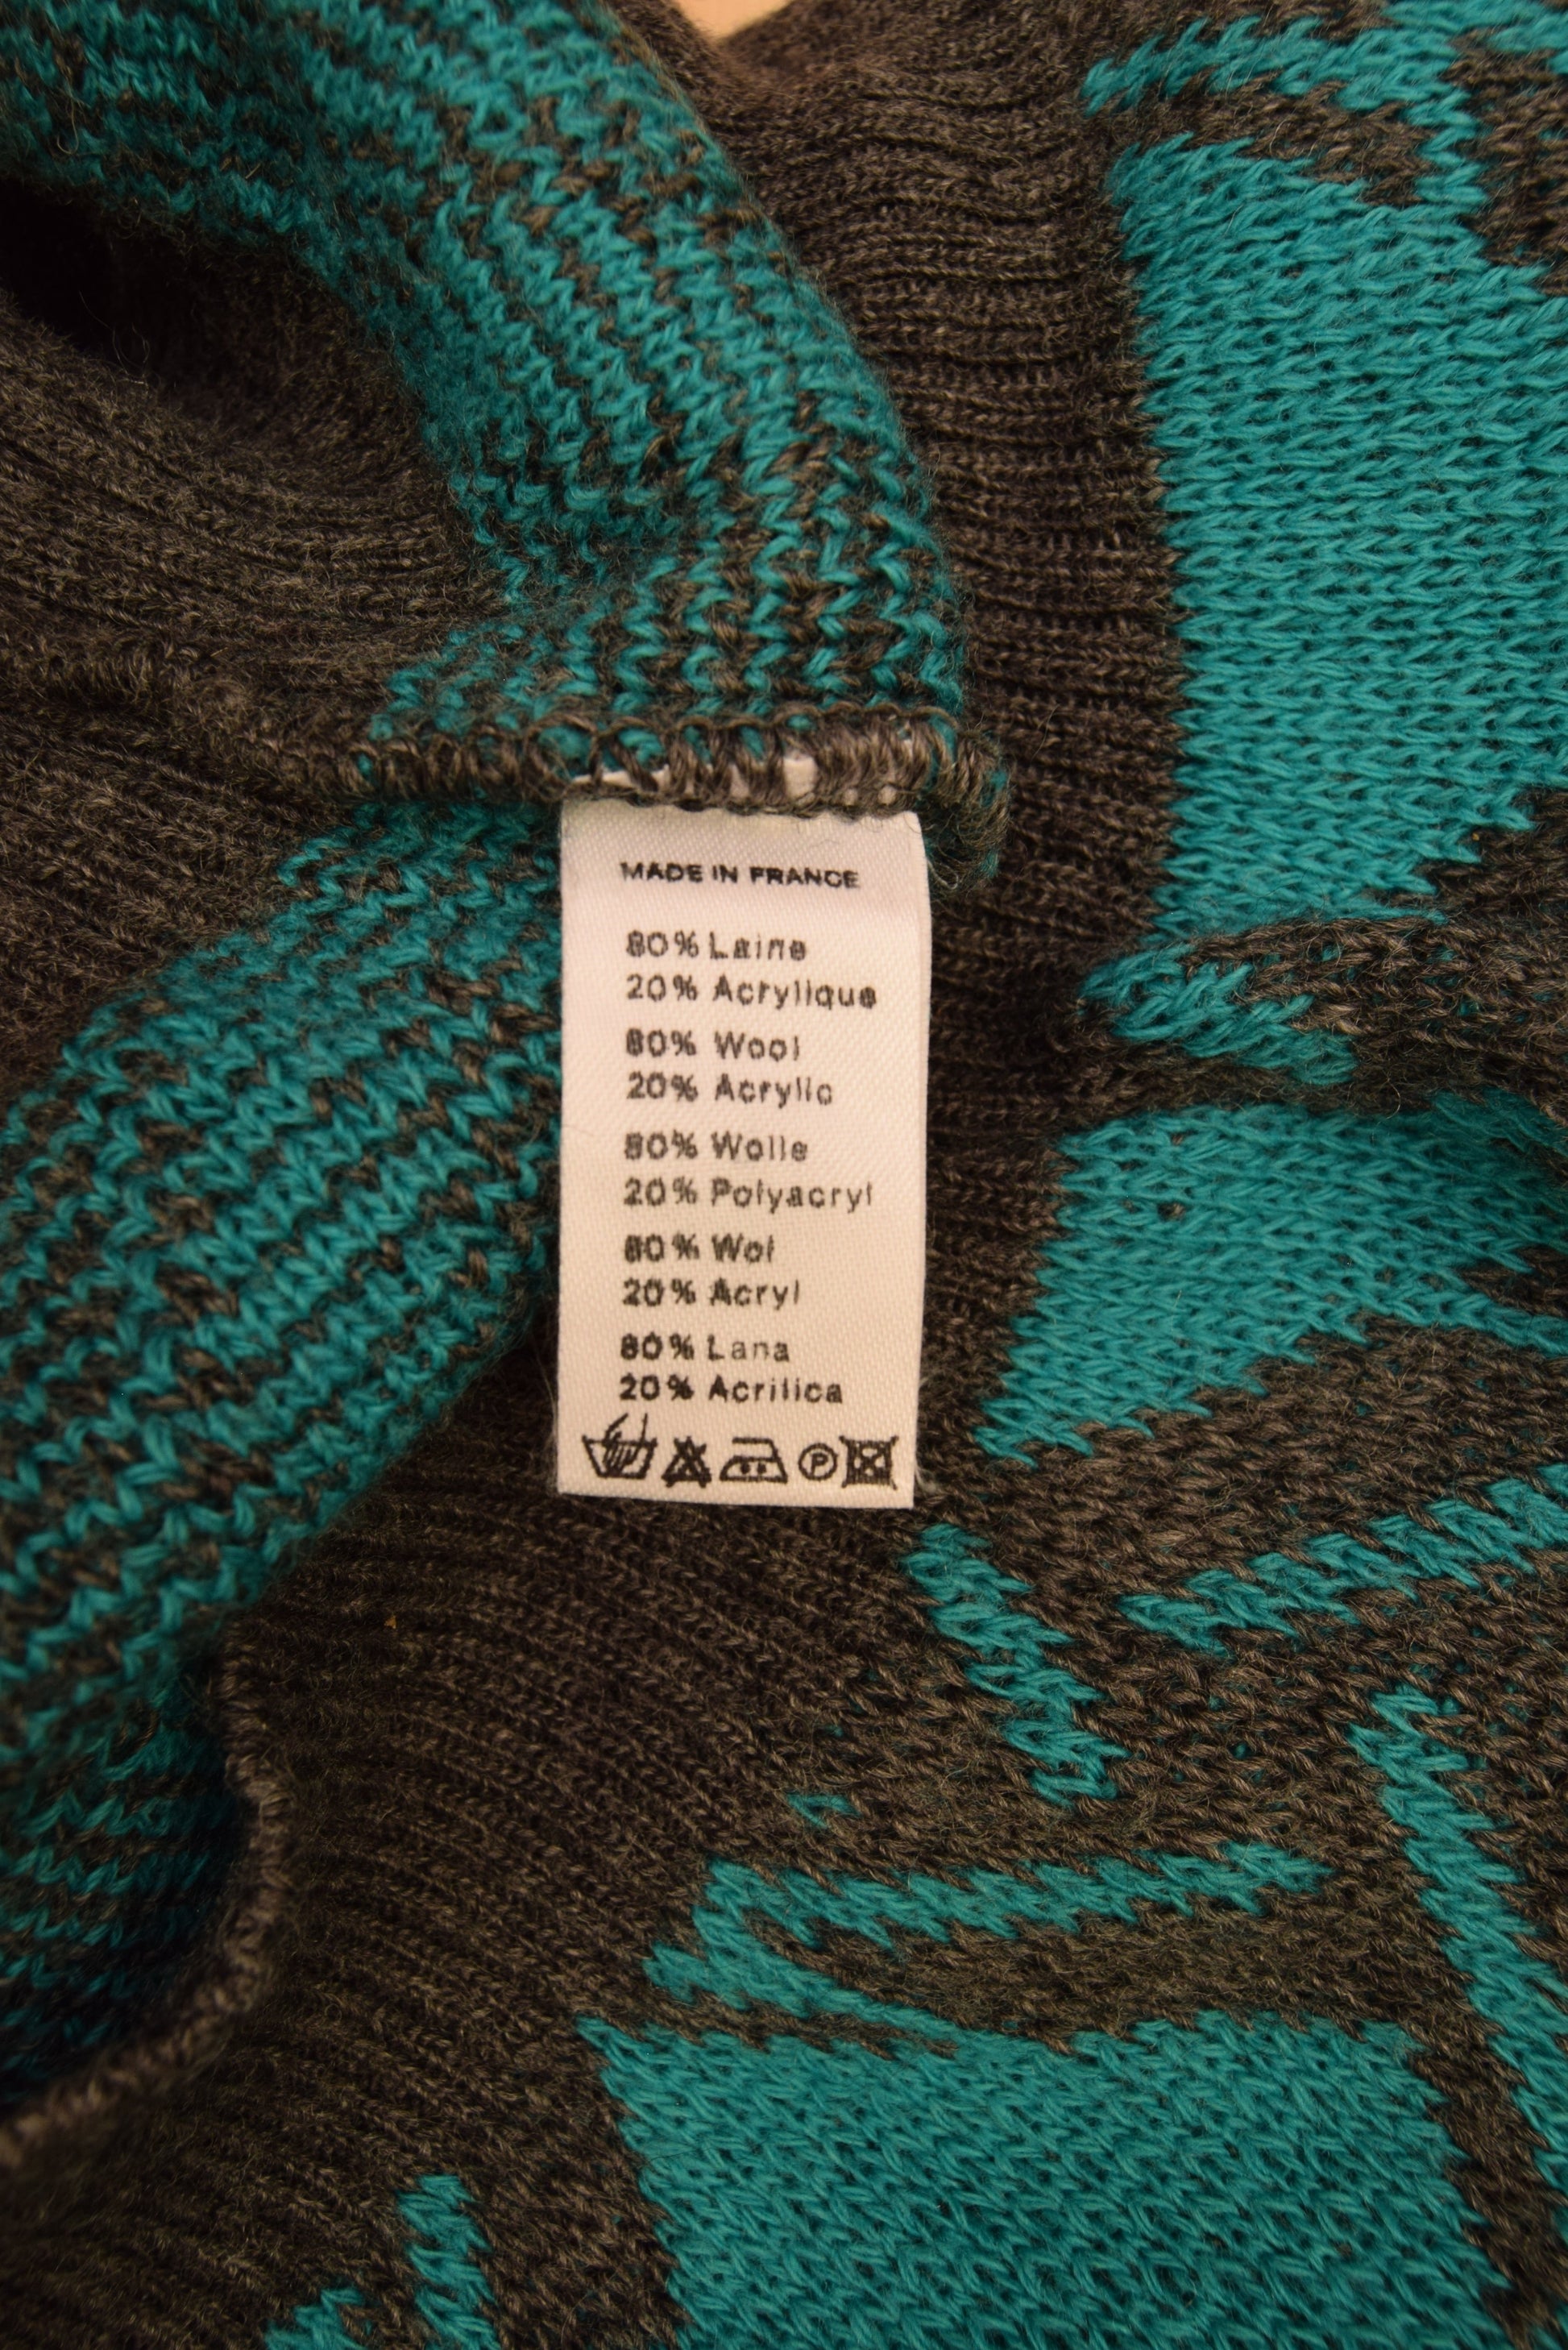 MADE IN FRANCE
80% Laine
20% Acrylique
80% Wool
20% Acrylic
80% Wolle
20% Polyacryl
80% Wol
20% Acryl
80% Lana
20% Acrilica
P